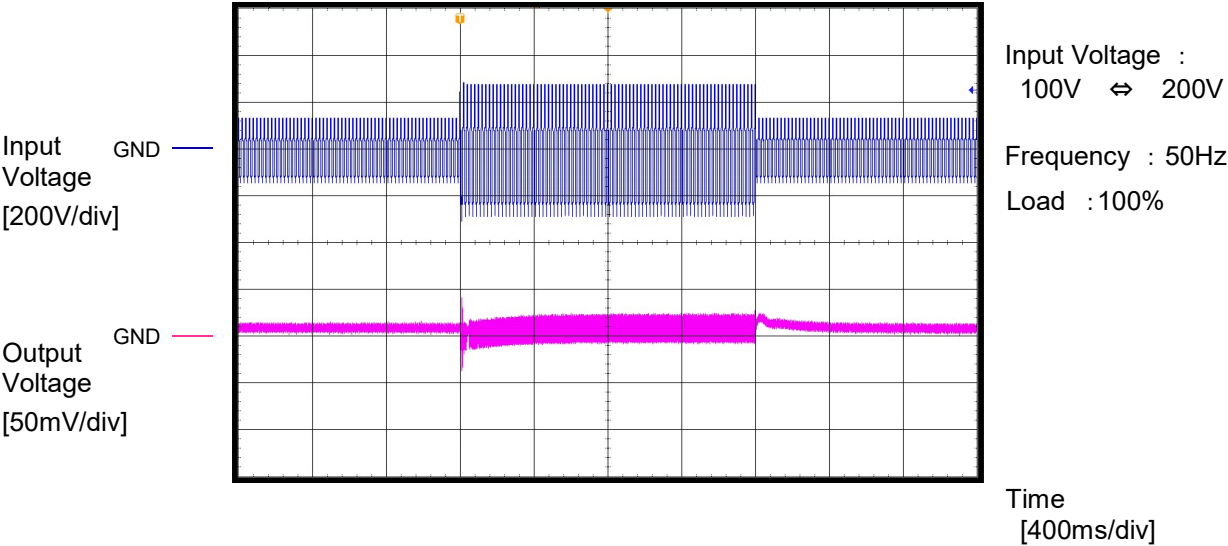 T
Input Voltage :
100V ⇔ 200V
Input GND
Voltage
[200V/div]
Frequency : 50Hz
Load :100%
GND
Output
Voltage
[50mV/div]
Time
[400ms/div]